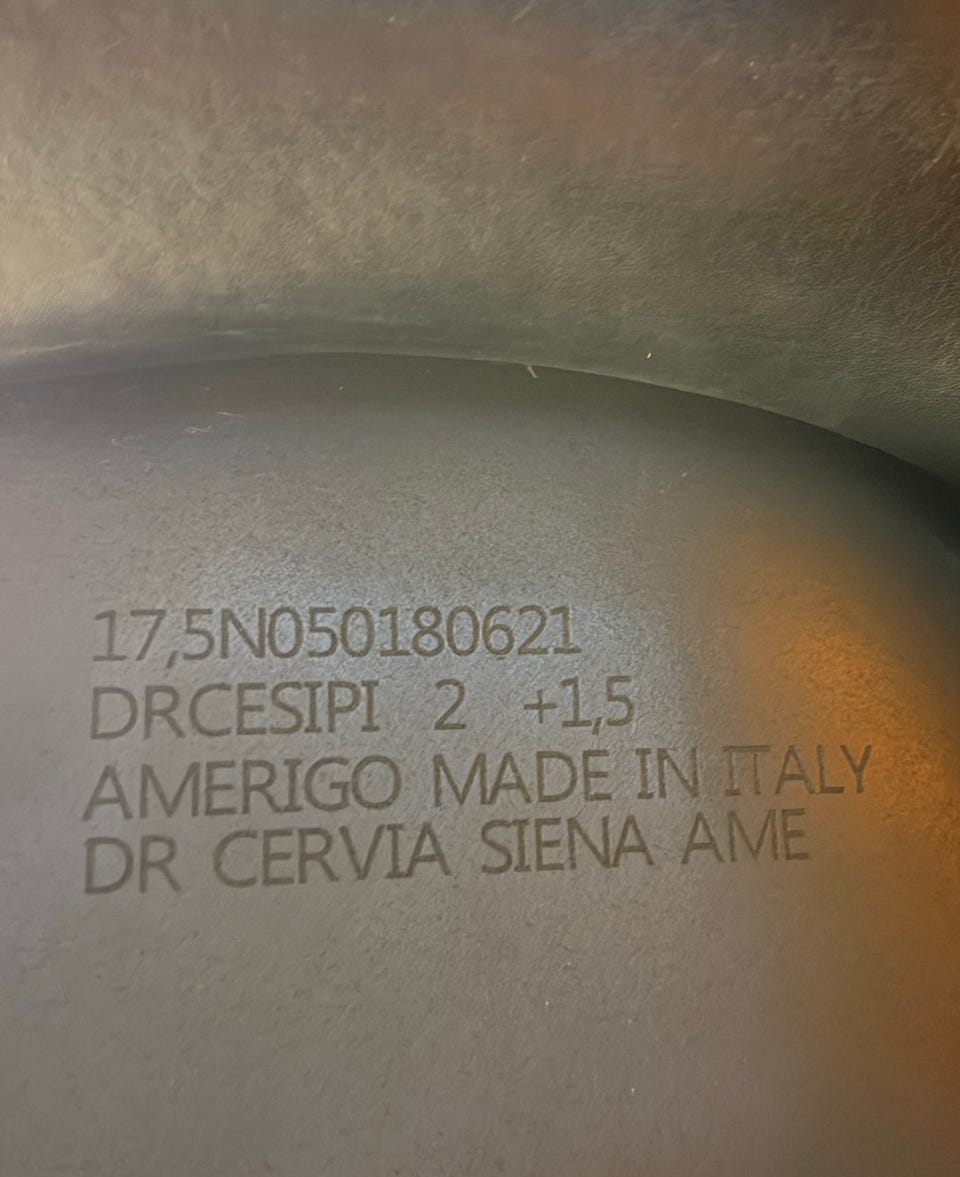 17,5N050180621
DRCESIPI 2 +1,5
AMERIGO MADE IN ITALY
DR CERVIA SIENA AME